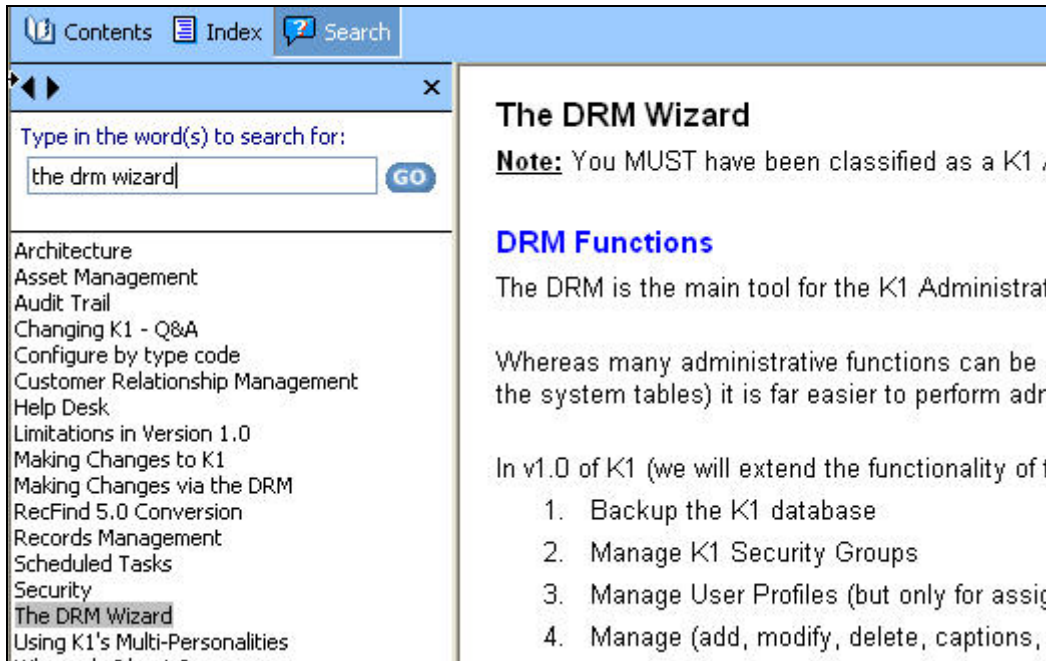 Contents Index Search
Type in the word(s) to search for:
the drm wizard GO
Architecture
Asset Management
Audit Trail
Changing K1 - Q&A
Configure by type code
Customer Relationship Management
Help Desk
Limitations in Version 1.0
Making Changes to K1
Making Changes via the DRM
RecFind 5.0 Conversion
Records Management
Scheduled Tasks
Security
The DRM Wizard
Using K1's Multi-Personalities
The DRM Wizard
Note: You MUST have been classified as a K1
DRM Functions
The DRM is the main tool for the K1 Administrat
Whereas many administrative functions can be
the system tables) it is far easier to perform adr
In v1.0 of K1 (we will extend the functionality of
1. Backup the K1 database
2. Manage K1 Security Groups
3. Manage User Profiles (but only for assig
4. Manage (add, modify, delete, captions,